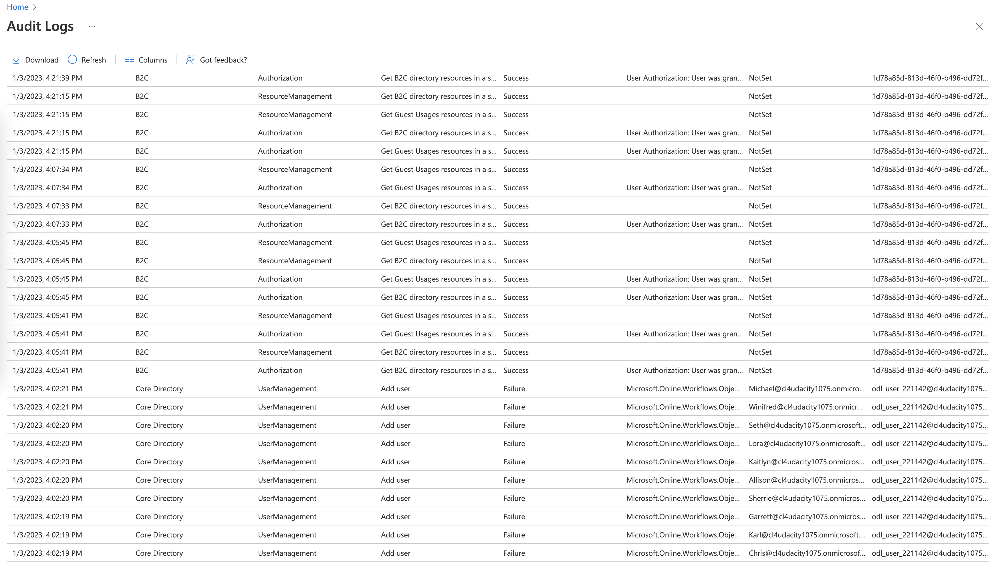 Home
Audit Logs ...
Download Refresh Columns Got feedback?
1/3/2023, 4:21:39 PM B2C Authorization Get B2C directory resources in a s... Success User Authorization: User was gran... NotSet 1d78a85d-813d-46f0-b496-dd72f...
1/3/2023, 4:21:15 PM B2C ResourceManagement Get B2C directory resources in a s... Success NotSet 1d78a85d-813d-46f0-b496-dd72f...
1/3/2023, 4:21:15 PM B2C ResourceManagement Get Guest Usages resources in a s... Success NotSet 1d78a85d-813d-46f0-b496-dd72f...
1/3/2023, 4:21:15 PM B2C Authorization Get B2C directory resources in a s... Success User Authorization: User was gran... NotSet 1d78a85d-813d-46f0-b496-dd72f...
1/3/2023, 4:21:15 PM B2C Authorization Get Guest Usages resources in a s... Success User Authorization: User was gran... NotSet 1d78a85d-813d-46f0-b496-dd72f...
1/3/2023, 4:07:34 PM B2C ResourceManagement Get Guest Usages resources in a s... Success NotSet 1d78a85d-813d-46f0-b496-dd72f...
1/3/2023, 4:07:34 PM B2C Authorization Get Guest Usages resources in a s... Success User Authorization: User was gran... NotSet 1d78a85d-813d-46f0-b496-dd72f...
1/3/2023, 4:07:33 PM B2C ResourceManagement Get B2C directory resources in a s... Success NotSet 1d78a85d-813d-46f0-b496-dd72f...
1/3/2023, 4:07:33 PM B2C Authorization Get B2C directory resources in a s... Success User Authorization: User was gran... NotSet 1d78a85d-813d-46f0-b496-dd72f...
1/3/2023, 4:05:45 PM B2C ResourceManagement Get Guest Usages resources in a s... Success NotSet 1d78a85d-813d-46f0-b496-dd72f...
1/3/2023, 4:05:45 PM B2C ResourceManagement Get B2C directory resources in a s... Success NotSet 1d78a85d-813d-46f0-b496-dd72f...
1/3/2023, 4:05:45 PM B2C Authorization Get Guest Usages resources in a s... Success User Authorization: User was gran... NotSet 1d78a85d-813d-46f0-b496-dd72f...
1/3/2023, 4:05:45 PM B2C Authorization Get B2C directory resources in a s... Success User Authorization: User was gran... NotSet 1d78a85d-813d-46f0-b496-dd72f...
1/3/2023, 4:05:41 PM B2C ResourceManagement Get Guest Usages resources in a s... Success NotSet 1d78a85d-813d-46f0-b496-dd72f...
1/3/2023, 4:05:41 PM B2C Authorization Get Guest Usages resources in a s... Success User Authorization: User was gran... NotSet 1d78a85d-813d-46f0-b496-dd72f...
1/3/2023, 4:05:41 PM B2C ResourceManagement Get B2C directory resources in a s... Success NotSet 1d78a85d-813d-46f0-b496-dd72f...
1/3/2023, 4:05:41 PM B2C Authorization Get B2C directory resources in a s... Success User Authorization: User was gran... NotSet 1d78a85d-813d-46f0-b496-dd72f...
1/3/2023, 4:02:21 PM Core Directory UserManagement Add user Failure Microsoft.Online.Workflows.Obje... Michael@cl4udacity1075.onmicro... odl_user_221142@cl4udacity1075...
1/3/2023, 4:02:21 PM Core Directory UserManagement Add user Failure Microsoft.Online.Workflows.Obje... Winifred@cl4udacity1075.onmicr... odl_user_221142@cl4udacity1075...
1/3/2023, 4:02:20 PM Core Directory UserManagement Add user Failure Microsoft.Online.Workflows.Obje... Seth@cl4udacity1075.onmicrosoft... odl_user_221142@cl4udacity1075...
1/3/2023, 4:02:20 PM Core Directory UserManagement Add user Failure Microsoft.Online.Workflows.Obje... Lora@cl4udacity1075.onmicrosoft... odl_user_221142@cl4udacity1075...
1/3/2023, 4:02:20 PM Core Directory UserManagement Add user Failure Microsoft.Online.Workflows.Obje... Kaitlyn@cl4udacity1075.onmicros... odl_user_221142@cl4udacity1075...
1/3/2023, 4:02:20 PM Core Directory UserManagement Add user Failure Microsoft.Online.Workflows.Obje... Allison@cl4udacity1075.onmicros... odl_user_221142@cl4udacity1075...
1/3/2023, 4:02:20 PM Core Directory UserManagement Add user Failure Microsoft.Online.Workflows.Obje... Sherrie@cl4udacity1075.onmicros... odl_user_221142@cl4udacity1075...
1/3/2023, 4:02:19 PM Core Directory UserManagement Add user Failure Microsoft.Online.Workflows.Obje... Garrett@cl4udacity1075.onmicros... odl_user_221142@cl4udacity1075...
1/3/2023, 4:02:19 PM Core Directory UserManagement Add user Failure Microsoft.Online.Workflows.Obje... Karl@cl4udacity1075.onmicrosoft.... odl_user_221142@cl4udacity1075...
1/3/2023, 4:02:19 PM Core Directory UserManagement Add user Failure Microsoft.Online.Workflows.Obje... Chris@cl4udacity1075.onmicrosof... odl_user_221142@cl4udacity1075...